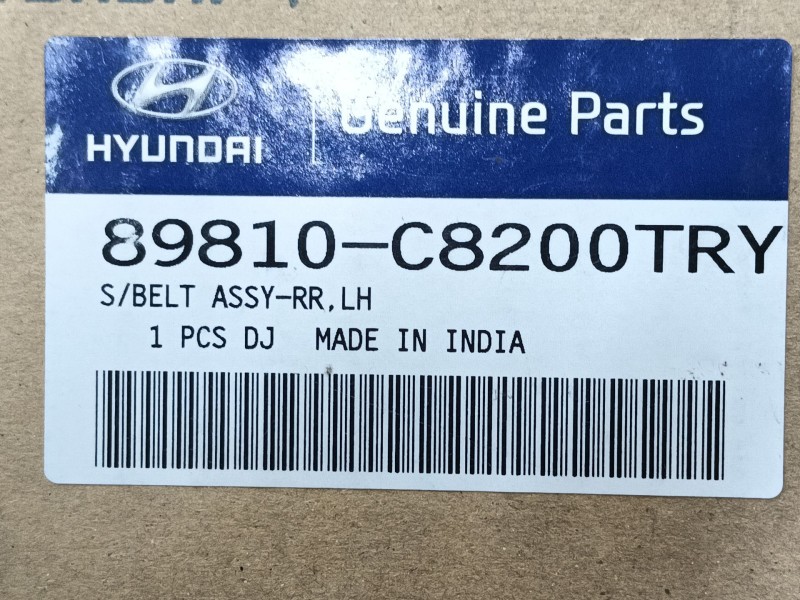 HYUNDAI
Genuine Parts
89810-C8200TRY
S/BELT ASSY-RR,LH
1 PCS DJ MADE IN INDIA